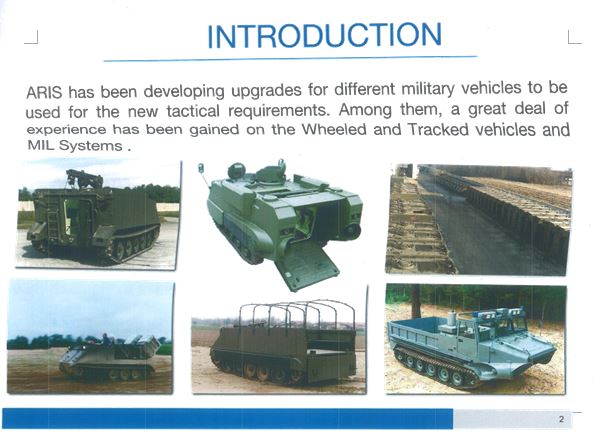 INTRODUCTION
ARIS has been developing upgrades for different military vehicles to be
used for the new tactical requirements. Among them, a great deal of
experience has been gained on the Wheeled and Tracked vehicles and
MIL Systems .
2